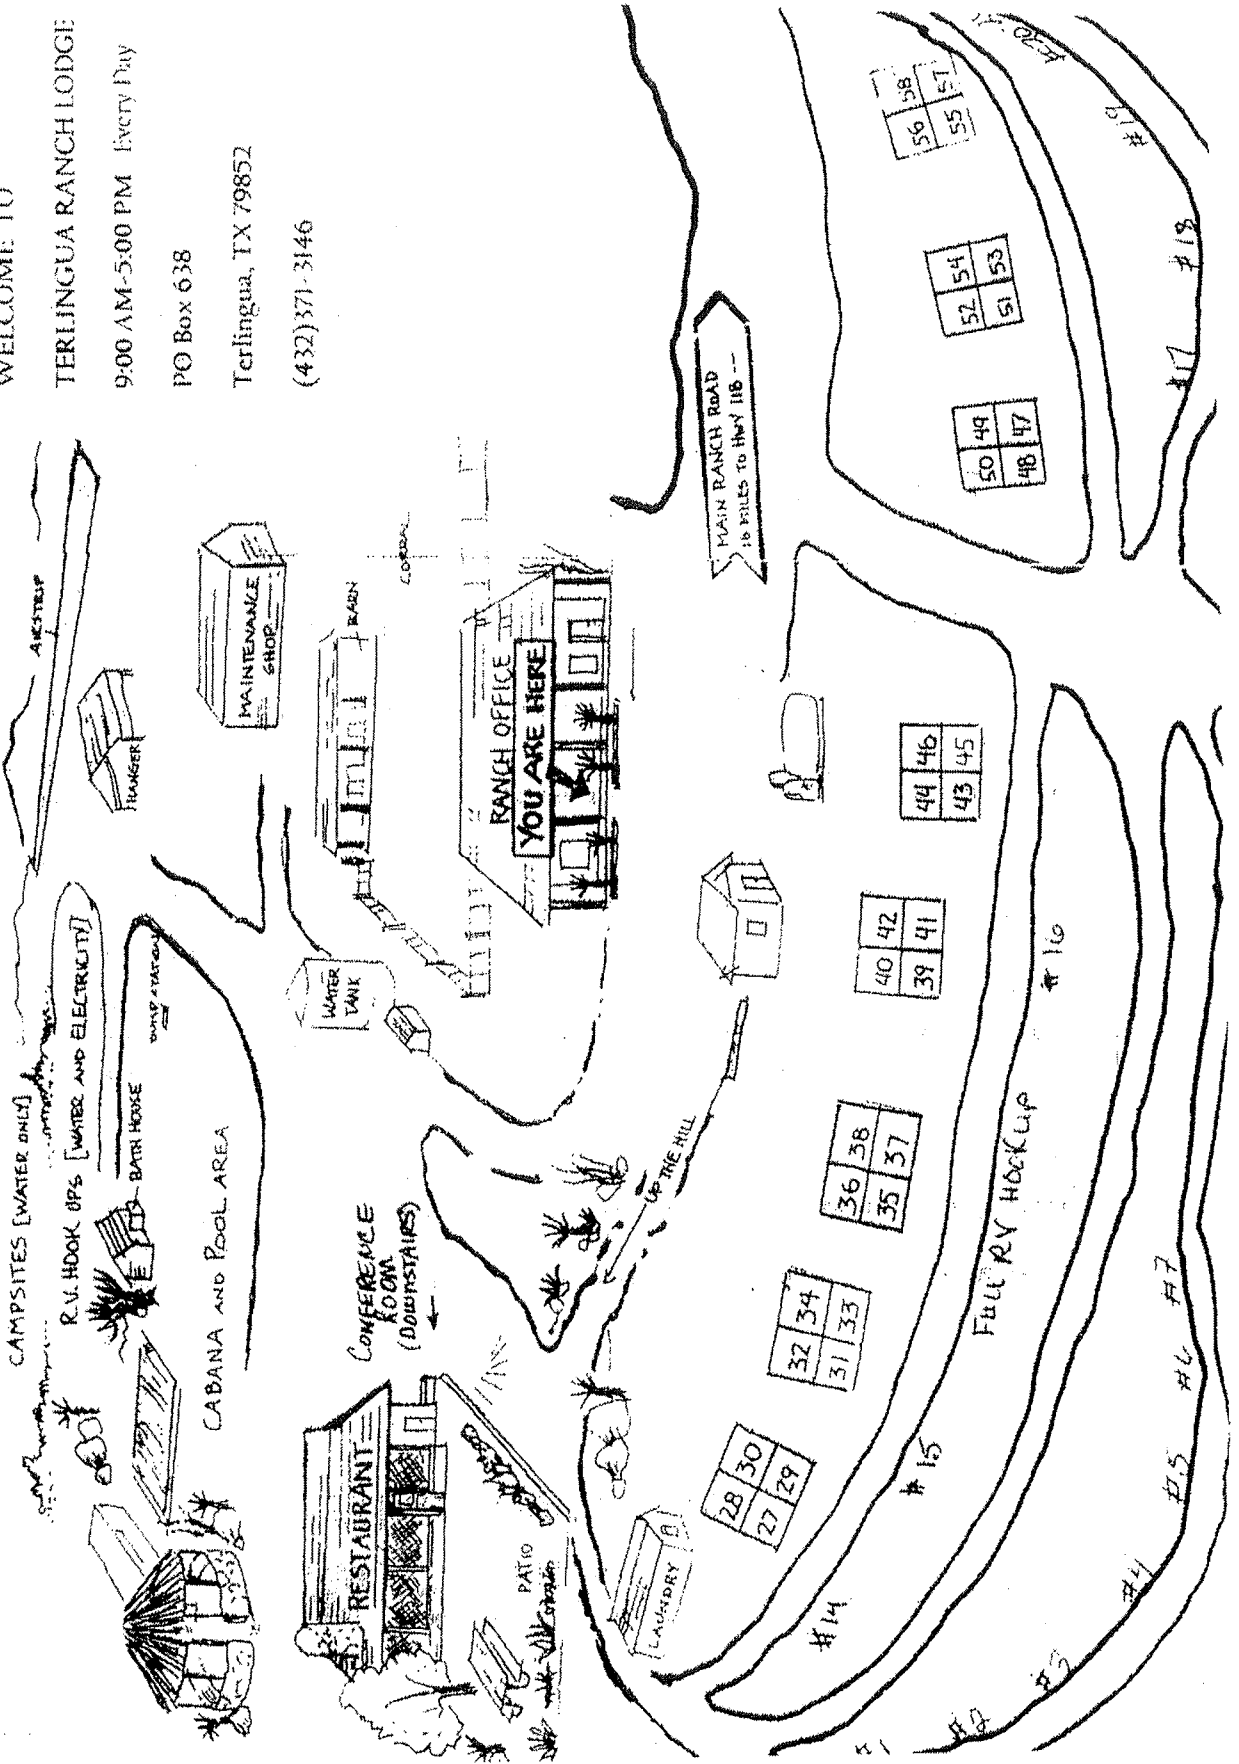 WELCOME TO
TERLINGUA RANCH LODGE
9:00 AM-5:00 PM Every Day
PO Box 638
Terlingua, TX 79852
(432)371-3146
AIRSTRIP
HANGER
MAINTENANCE
SHOP
BARN
CORRAL
CAMPSITES [WATER ONLY]
R.V. HOOK UPS [WATER AND ELECTRICITY]
DUMP STATION
BATH HOUSE
CABANA AND POOL AREA
WATER
TANK
RANCH OFFICE
YOU ARE HERE
CONFERENCE
ROOM
(DOWNSTAIRS)
RESTAURANT
PATIO
UP THE HILL
MAIN RANCH ROAD
16 MILES TO HWY 118 --
LAUNDRY
28 30
27 29
32 34
31 33
36 38
35 37
40 42
39 41
44 46
43 45
50 49
48 47
52 54
51 53
56 58
55 57
#14
#15
FULL RV HOOKUP
#16
#1
#2
#3
#4
#5
#6
#7
#17
#18
#19
#20